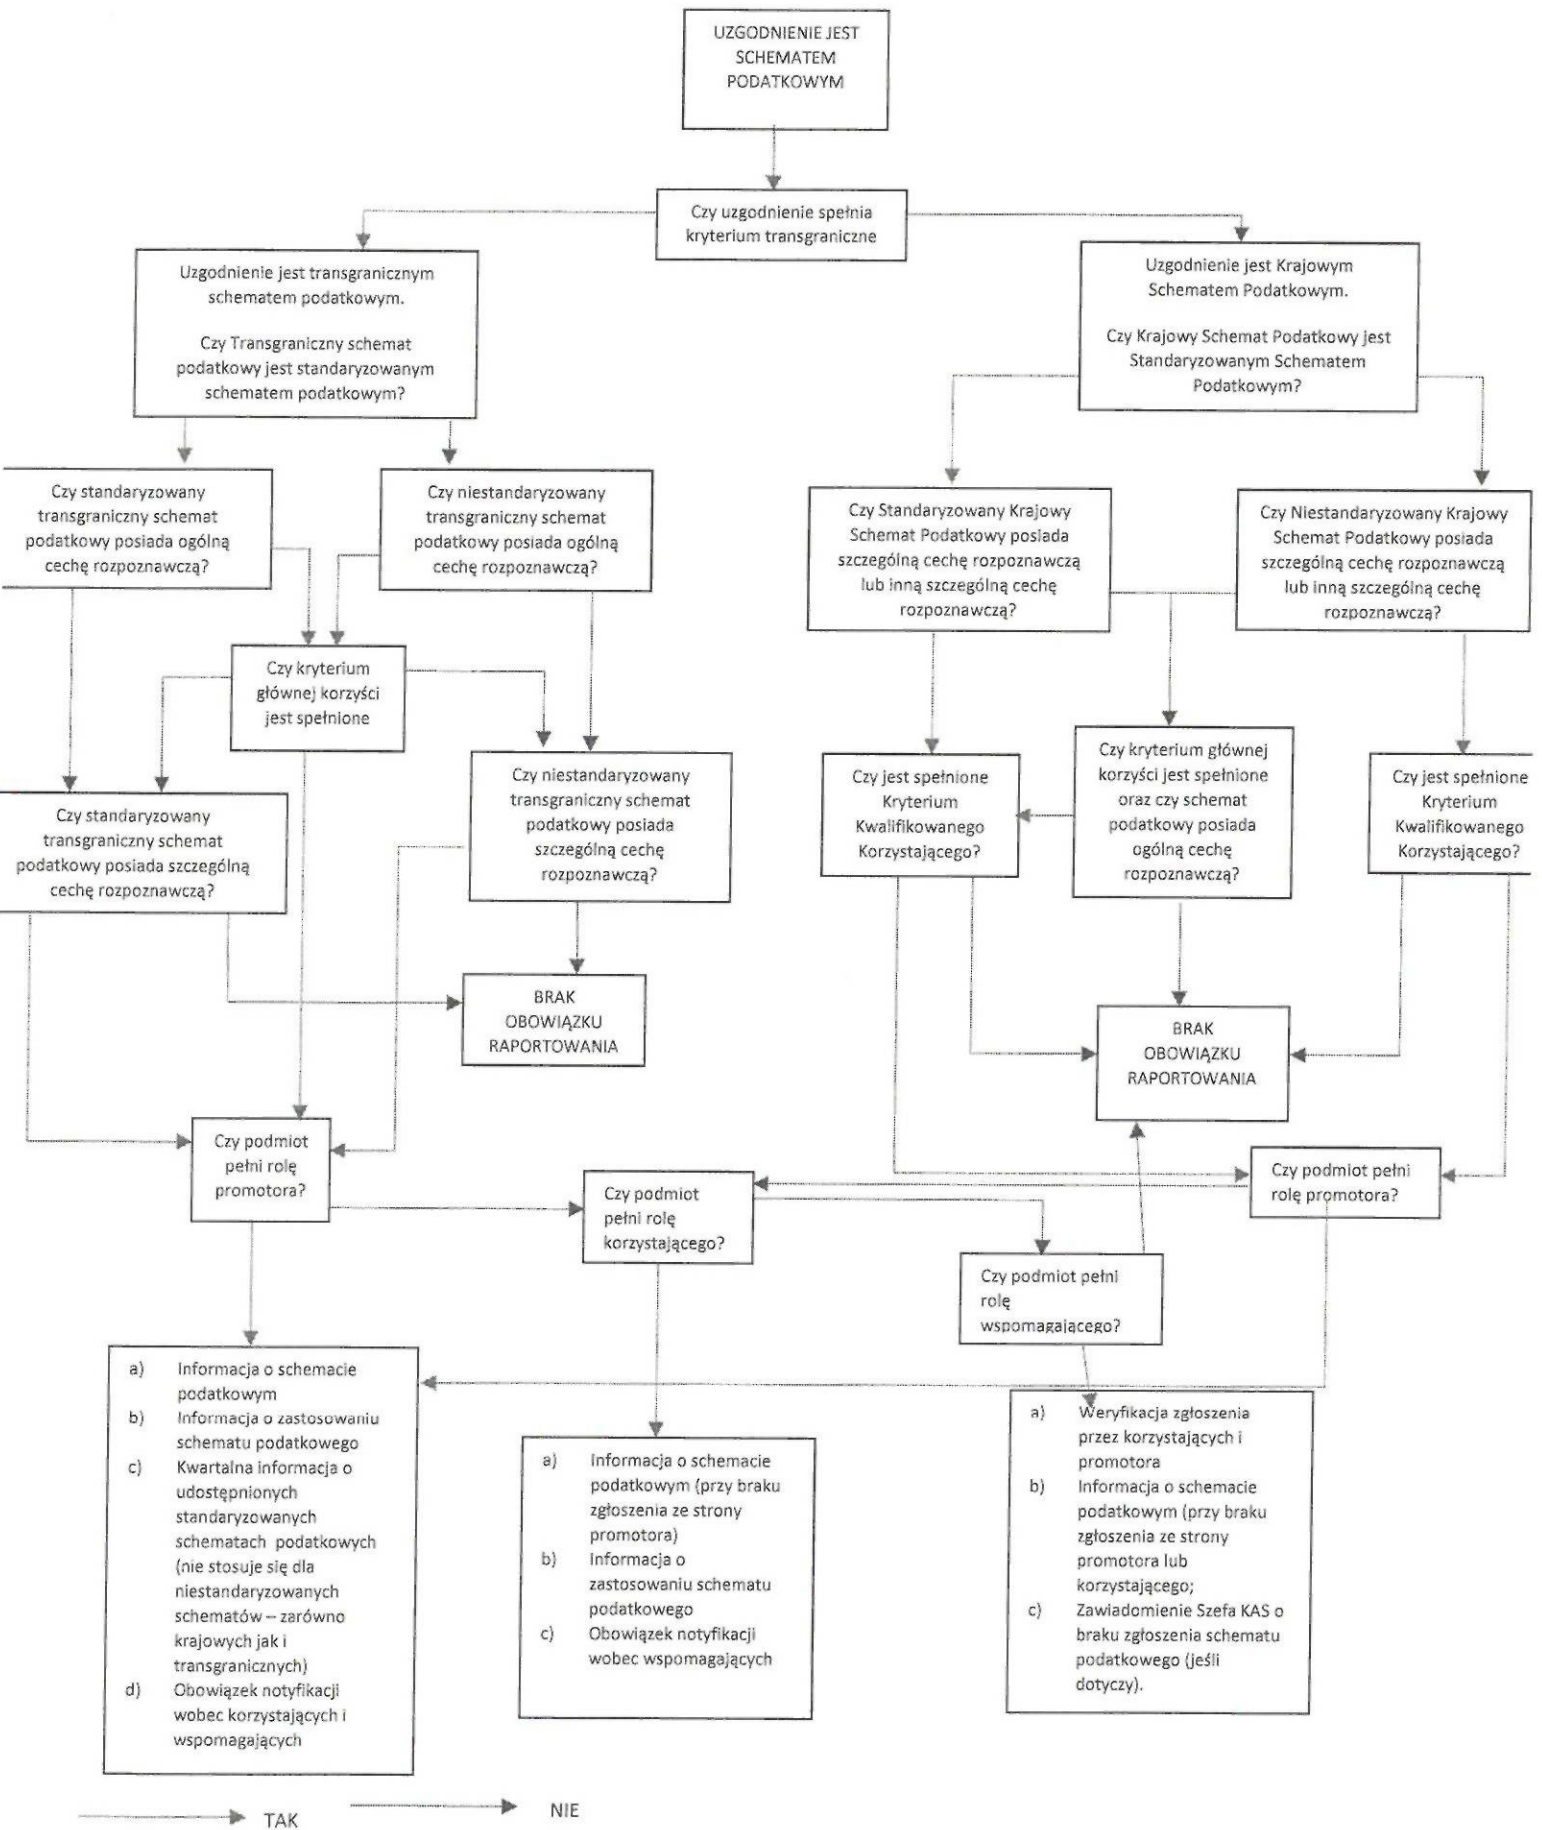 UZGODNIENIE JEST
SCHEMATEM
PODATKOWYM
Czy uzgodnienie spełnia
kryterium transgraniczne
Uzgodnienie jest transgranicznym
schematem podatkowym.
Czy Transgraniczny schemat
podatkowy jest standaryzowanym
schematem podatkowym?
Uzgodnienie jest Krajowym
Schematem Podatkowym.
Czy Krajowy Schemat Podatkowy jest
Standaryzowanym Schematem
Podatkowym?
Czy standaryzowany
transgraniczny schemat
podatkowy posiada ogólną
cechę rozpoznawczą?
Czy niestandaryzowany
transgraniczny schemat
podatkowy posiada ogólną
cechę rozpoznawczą?
Czy Standaryzowany Krajowy
Schemat Podatkowy posiada
szczególną cechę rozpoznawczą
lub inną szczególną cechę
rozpoznawczą?
Czy Niestandaryzowany Krajowy
Schemat Podatkowy posiada
szczególną cechę rozpoznawczą
lub inną szczególną cechę
rozpoznawczą?
Czy kryterium
głównej korzyści
jest spełnione
Czy standaryzowany
transgraniczny schemat
podatkowy posiada szczególną
cechę rozpoznawczą?
Czy niestandaryzowany
transgraniczny schemat
podatkowy posiada
szczególną cechę
rozpoznawczą?
Czy jest spełnione
Kryterium
Kwalifikowanego
Korzystającego?
Czy kryterium głównej
korzyści jest spełnione
oraz czy schemat
podatkowy posiada
ogólną cechę
rozpoznawczą?
Czy jest spełnione
Kryterium
Kwalifikowanego
Korzystającego?
BRAK
OBOWIĄZKU
RAPORTOWANIA
BRAK
OBOWIĄZKU
RAPORTOWANIA
Czy podmiot
pełni rolę
promotora?
Czy podmiot
pełni rolę
korzystającego?
Czy podmiot pełni
rolę promotora?
Czy podmiot pełni
rolę
wspomagającego?
a) Informacja o schemacie
podatkowym
b) Informacja o zastosowaniu
schematu podatkowego
c) Kwartalna informacja o
udostępnionych
standaryzowanych
schematach podatkowych
(nie stosuje się dla
niestandaryzowanych
schematów – zarówno
krajowych jak i
transgranicznych)
d) Obowiązek notyfikacji
wobec korzystających i
wspomagających
a) Informacja o schemacie
podatkowym (przy braku
zgłoszenia ze strony
promotora)
b) Informacja o
zastosowaniu schematu
podatkowego
c) Obowiązek notyfikacji
wobec wspomagających
a) Weryfikacja zgłoszenia
przez korzystających i
promotora
b) Informacja o schemacie
podatkowym (przy braku
zgłoszenia ze strony
promotora lub
korzystającego;
c) Zawiadomienie Szefa KAS o
braku zgłoszenia schematu
podatkowego (jeśli
dotyczy).
TAK
NIE